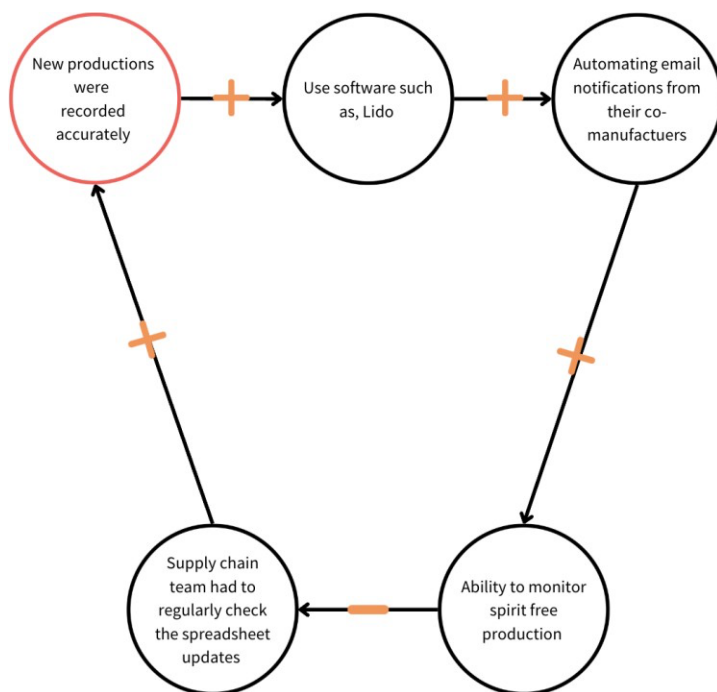 New productions
were
recorded
accurately
Use software such
as, Lido
Automating email
notifications from
their co-
manufactuers
Ability to monitor
spirit free
production
Supply chain
team had to
regularly check
the spreadsheet
updates